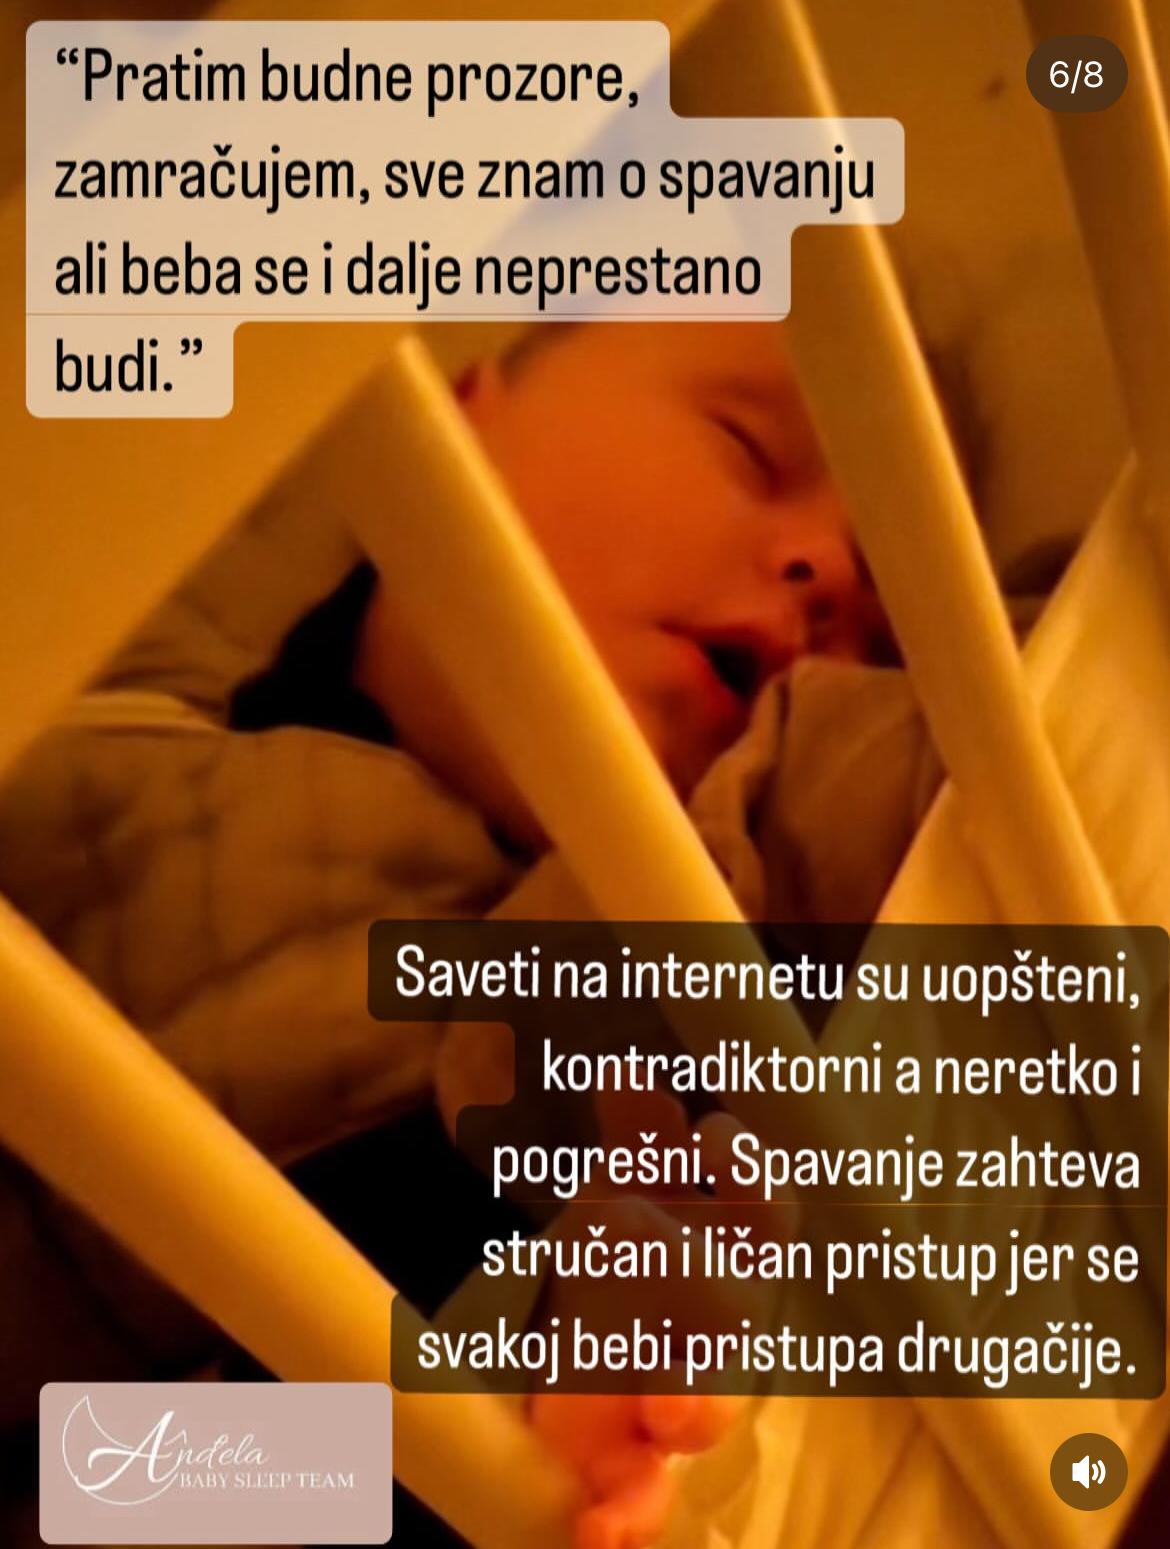 “Pratim budne prozore,
zamračujem, sve znam o spavanju
ali beba se i dalje neprestano
budi.”
6/8
Saveti na internetu su uopšteni,
kontradiktorni a neretko i
pogrešni. Spavanje zahteva
stručan i ličan pristup jer se
svakoj bebi pristupa drugačije.
Anđela
BABY SLEEP TEAM